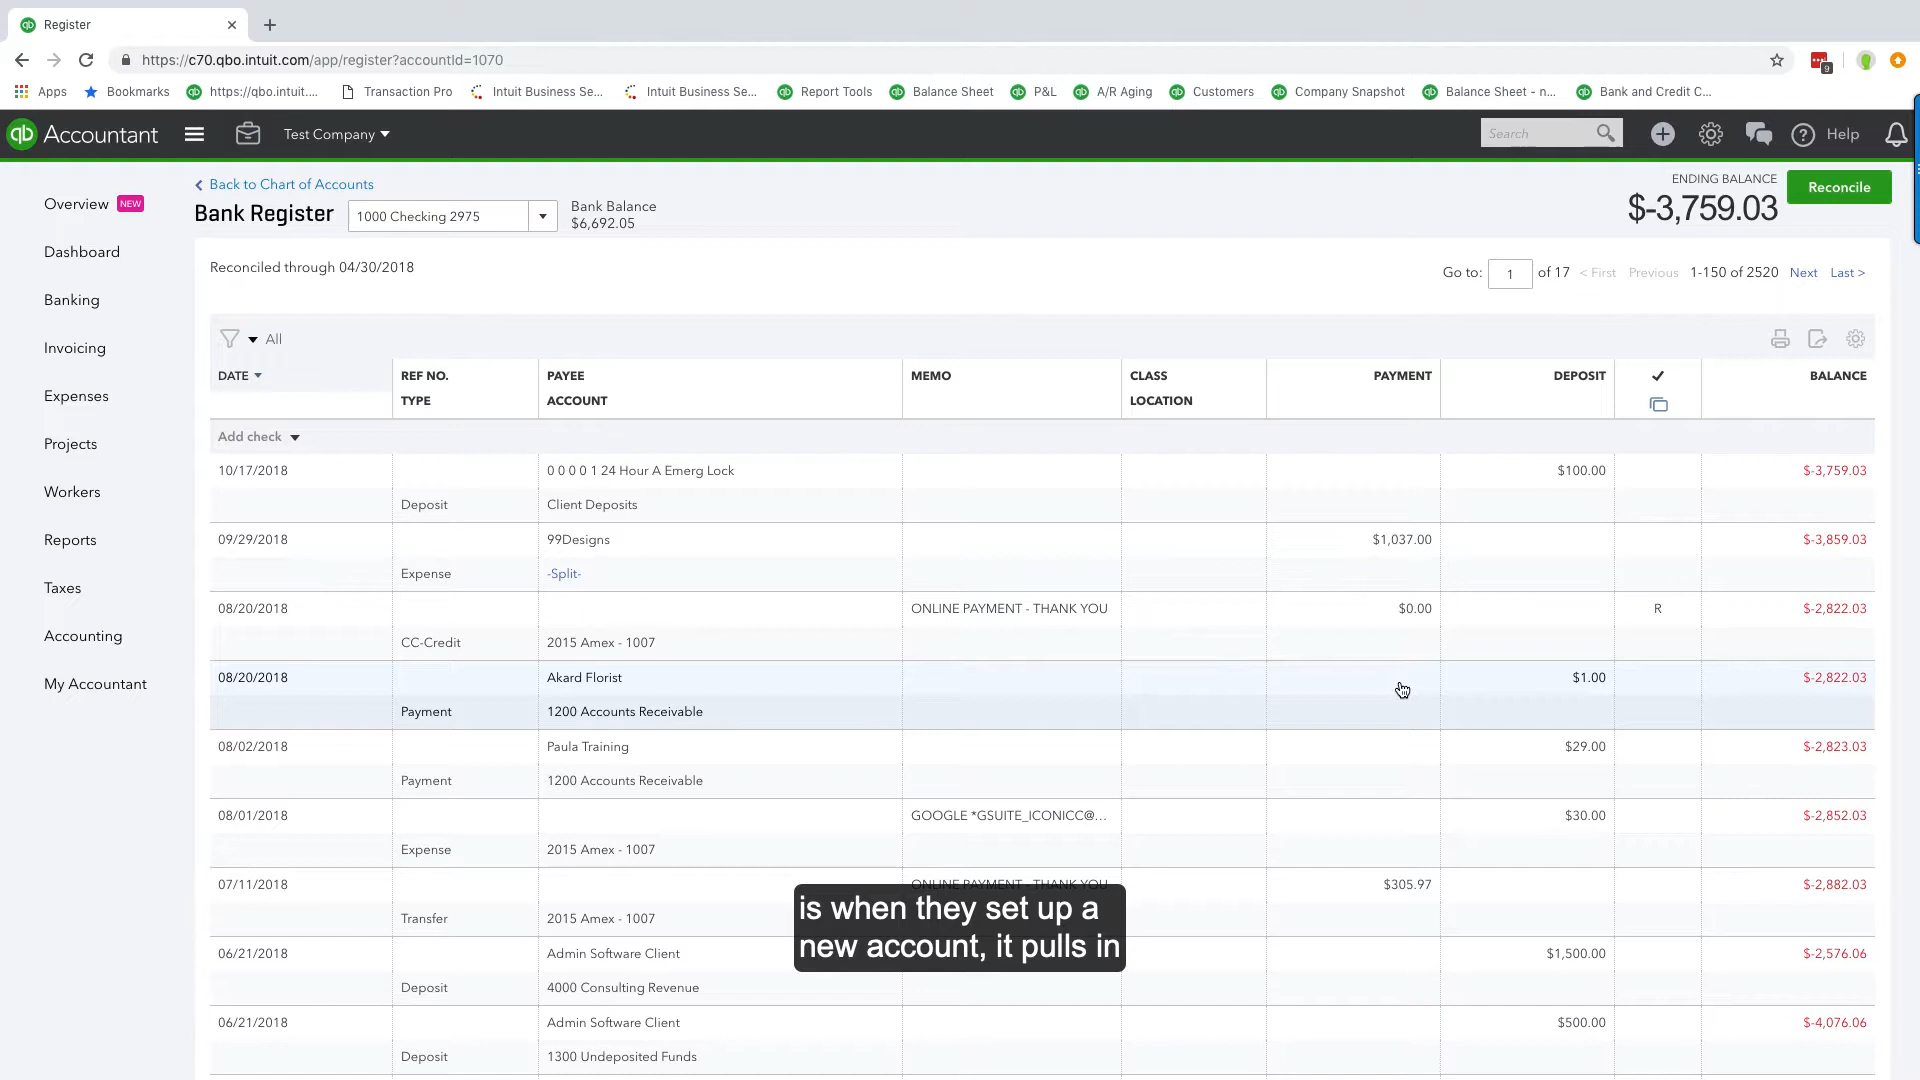 Register
https://c70.qbo.intuit.com/app/register?accountId=1070
9
Apps Bookmarks https://qbo.intuit.... Transaction Pro Intuit Business Se... Intuit Business Se... Report Tools Balance Sheet P&L A/R Aging Customers Company Snapshot Balance Sheet - n... Bank and Credit C...
qb Accountant Test Company Search Help
Overview NEW
Dashboard
Banking
Invoicing
Expenses
Projects
Workers
Reports
Taxes
Accounting
My Accountant
Back to Chart of Accounts
Bank Register 1000 Checking 2975
Bank Balance
$6,692.05
ENDING BALANCE
$-3,759.03
Reconcile
Reconciled through 04/30/2018
Go to: 1 of 17 < First Previous 1-150 of 2520 Next Last >
All
DATE REF NO. PAYEE MEMO CLASS PAYMENT DEPOSIT BALANCE
TYPE ACCOUNT LOCATION
Add check
10/17/2018 0 0 0 0 1 24 Hour A Emerg Lock $100.00 $-3,759.03
Deposit Client Deposits
09/29/2018 99Designs $1,037.00 $-3,859.03
Expense -Split-
08/20/2018 ONLINE PAYMENT - THANK YOU $0.00 R $-2,822.03
CC-Credit 2015 Amex - 1007
08/20/2018 Akard Florist $1.00 $-2,822.03
Payment 1200 Accounts Receivable
08/02/2018 Paula Training $29.00 $-2,823.03
Payment 1200 Accounts Receivable
08/01/2018 GOOGLE *GSUITE_ICONICC@... $30.00 $-2,852.03
Expense 2015 Amex - 1007
07/11/2018 ONLINE PAYMENT - THANK YOU $305.97 $-2,882.03
Transfer 2015 Amex - 1007
06/21/2018 Admin Software Client $1,500.00 $-2,576.06
Deposit 4000 Consulting Revenue
06/21/2018 Admin Software Client $500.00 $-4,076.06
Deposit 1300 Undeposited Funds
is when they set up a
new account, it pulls in